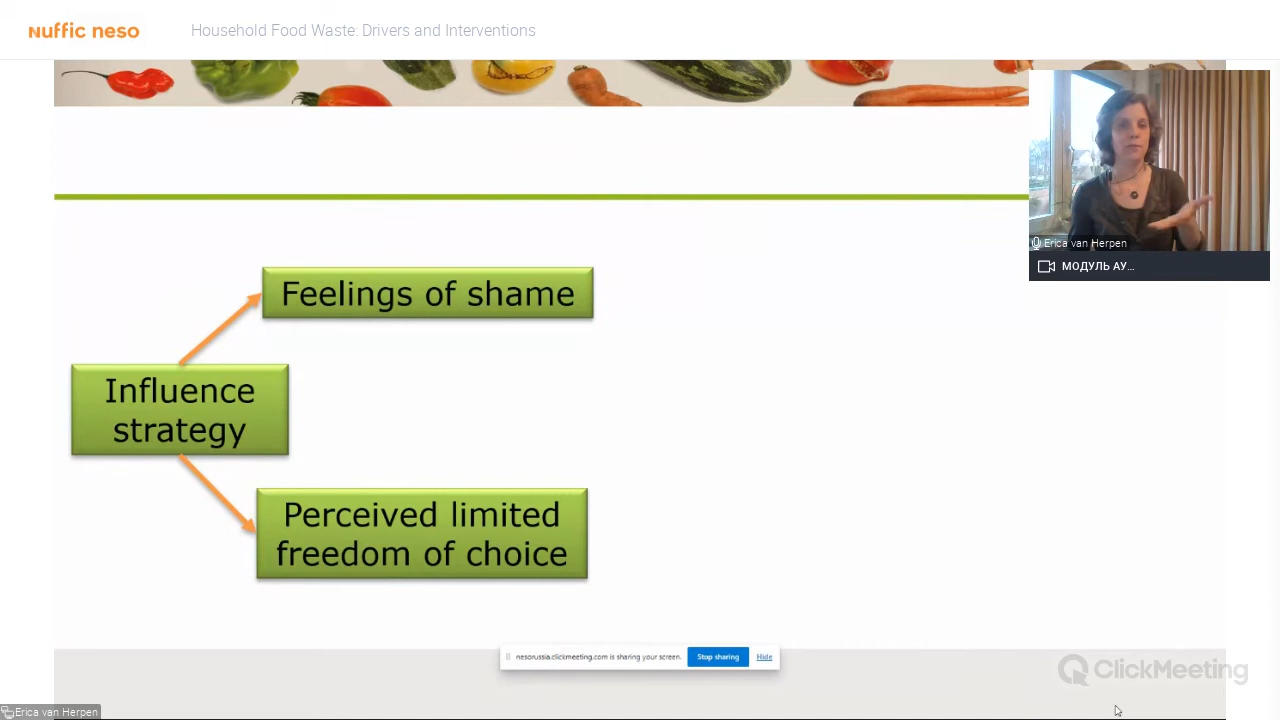 nuffic neso
Household Food Waste: Drivers and Interventions
Erica van Herpen
МОДУЛЬ АУ...
Feelings of shame
Influence
strategy
Perceived limited
freedom of choice
nesorussia.clickmeeting.com is sharing your screen.
Stop sharing
Hide
ClickMeeting
Erica van Herpen